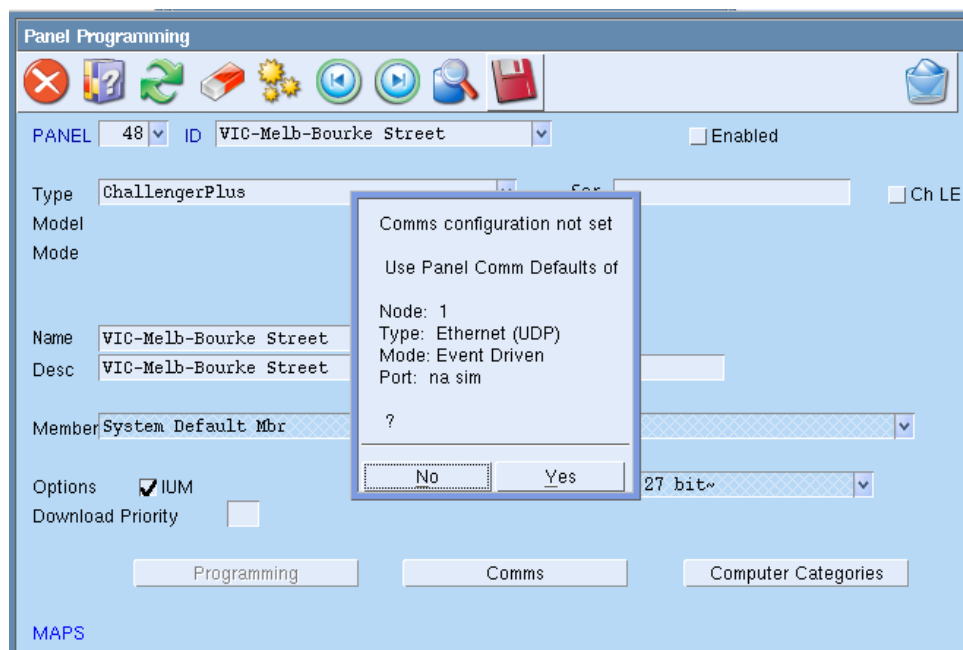 Panel Programming
PANEL 48 ID VIC-Melb-Bourke Street Enabled
Type ChallengerPlus Ch LE
Model
Mode
Comms configuration not set
Use Panel Comm Defaults of
Node: 1
Type: Ethernet (UDP)
Mode: Event Driven
Port: na sim
?
No Yes
Name VIC-Melb-Bourke Street
Desc VIC-Melb-Bourke Street
Member System Default Mbr
Options IUM 27 bit~
Download Priority
Programming Comms Computer Categories
MAPS